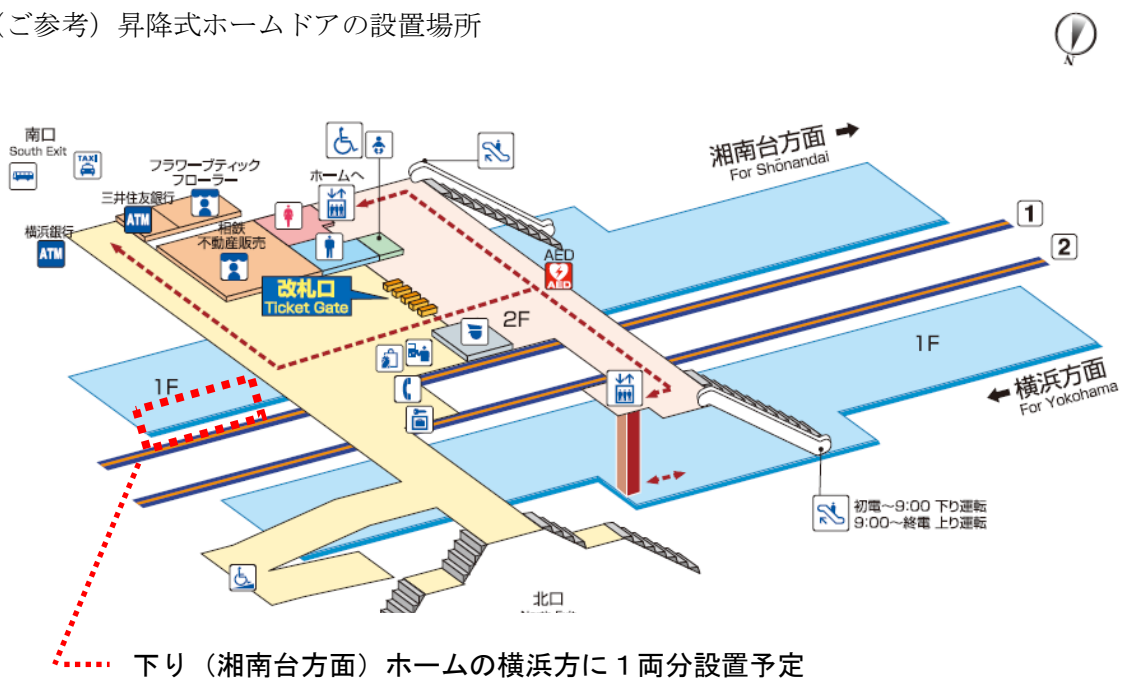 (ご参考) 昇降式ホームドアの設置場所
N
南口
South Exit
TAXI
フラワーブティック
フローラー
三井住友銀行
ATM
横浜銀行
ATM
相鉄
不動産販売
ホームへ
改札口
Ticket Gate
AED
AED
2F
湘南台方面
For Shōnandai
1
2
1F
1F
横浜方面
For Yokohama
初電～9:00 下り運転
9:00～終電 上り運転
北口
下り（湘南台方面）ホームの横浜方に１両分設置予定